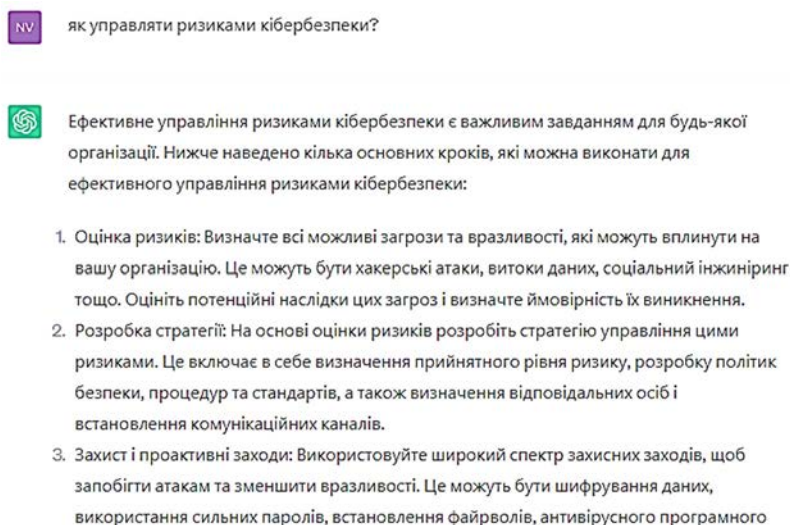 NV
як управляти ризиками кібербезпеки?
Ефективне управління ризиками кібербезпеки є важливим завданням для будь-якої
організації. Нижче наведено кілька основних кроків, які можна виконати для
ефективного управління ризиками кібербезпеки:
1. Оцінка ризиків: Визначте всі можливі загрози та вразливості, які можуть вплинути на
вашу організацію. Це можуть бути хакерські атаки, витоки даних, соціальний інжиніринг
тощо. Оцініть потенційні наслідки цих загроз і визначте ймовірність їх виникнення.
2. Розробка стратегії: На основі оцінки ризиків розробіть стратегію управління цими
ризиками. Це включає в себе визначення прийнятного рівня ризику, розробку політик
безпеки, процедур та стандартів, а також визначення відповідальних осіб і
встановлення комунікаційних каналів.
3. Захист і проактивні заходи: Використовуйте широкий спектр захисних заходів, щоб
запобігти атакам та зменшити вразливості. Це можуть бути шифрування даних,
використання сильних паролів, встановлення файрволів, антивірусного програмного